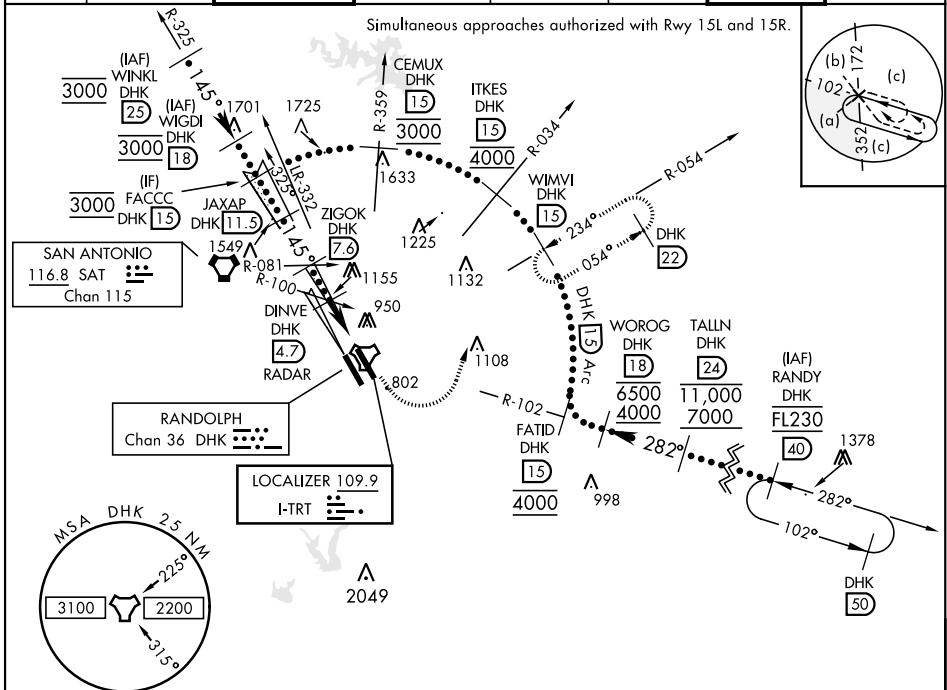 Simultaneous approaches authorized with Rwy 15L and 15R.
R-325
(IAF)
WINKL
DHK
25
3000
145°
1701
(IAF)
WIGDI
DHK
18
3000
1725
R-359
CEMUX
DHK
15
3000
ITKES
DHK
15
4000
R-034
(b)
172
102
(c)
(a)
352
(c)
(IF)
FACCC
DHK 15
3000
325°
LR-332
1633
WIMVI
DHK
15
R-054
234°
054°
DHK
22
JAXAP
DHK 11.5
145°
ZIGOK
DHK
7.6
1225
1132
1549
R-081
R-100
1155
950
SAN ANTONIO
116.8 SAT
Chan 115
DINVE
DHK
4.7
RADAR
DHK 15 Arc
1108
802
WOROG
DHK
18
6500
4000
TALLN
DHK
24
11,000
7000
(IAF)
RANDY
DHK
FL230
40
1378
R-102
RANDOLPH
Chan 36 DHK
FATID
DHK
15
4000
282°
998
282°
102°
DHK
50
LOCALIZER 109.9
I-TRT
MSA DHK 25 NM
225°
3100
2200
315°
2049